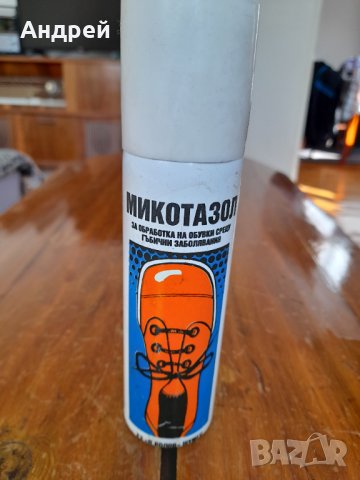 Андрей
МИКОТАЗОЛ
ЗА ОБРАБОТКА НА ОБУВКИ СРЕЩУ
ГЪБИЧНИ ЗАБОЛЯВАНИЯ
BAZAR